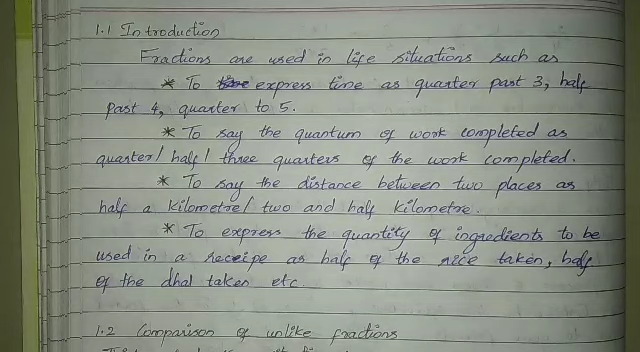 1.1 Introduction
Fractions are used in life situations such as
* To express time as quarter past 3, half
past 4, quarter to 5.
* To say the quantum of work completed as
quarter/ half/ three quarters of the work completed.
* To say the distance between two places as
half a kilometre/ two and half kilometre.
* To express the quantity of ingredients to be
used in a receipe as half of the rice taken, half
of the dhal taken etc.
1.2 Comparison of unlike fractions